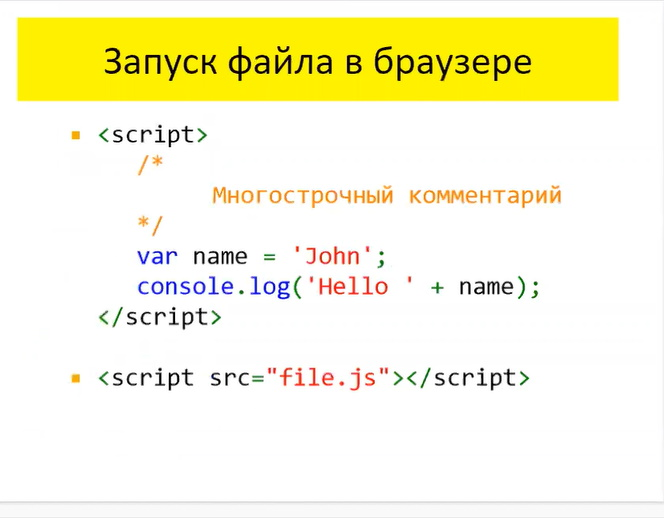 Запуск файла в браузере
<script>
/*
Многострочный комментарий
*/
var name = 'John';
console.log('Hello ' + name);
</script>
<script src="file.js"></script>